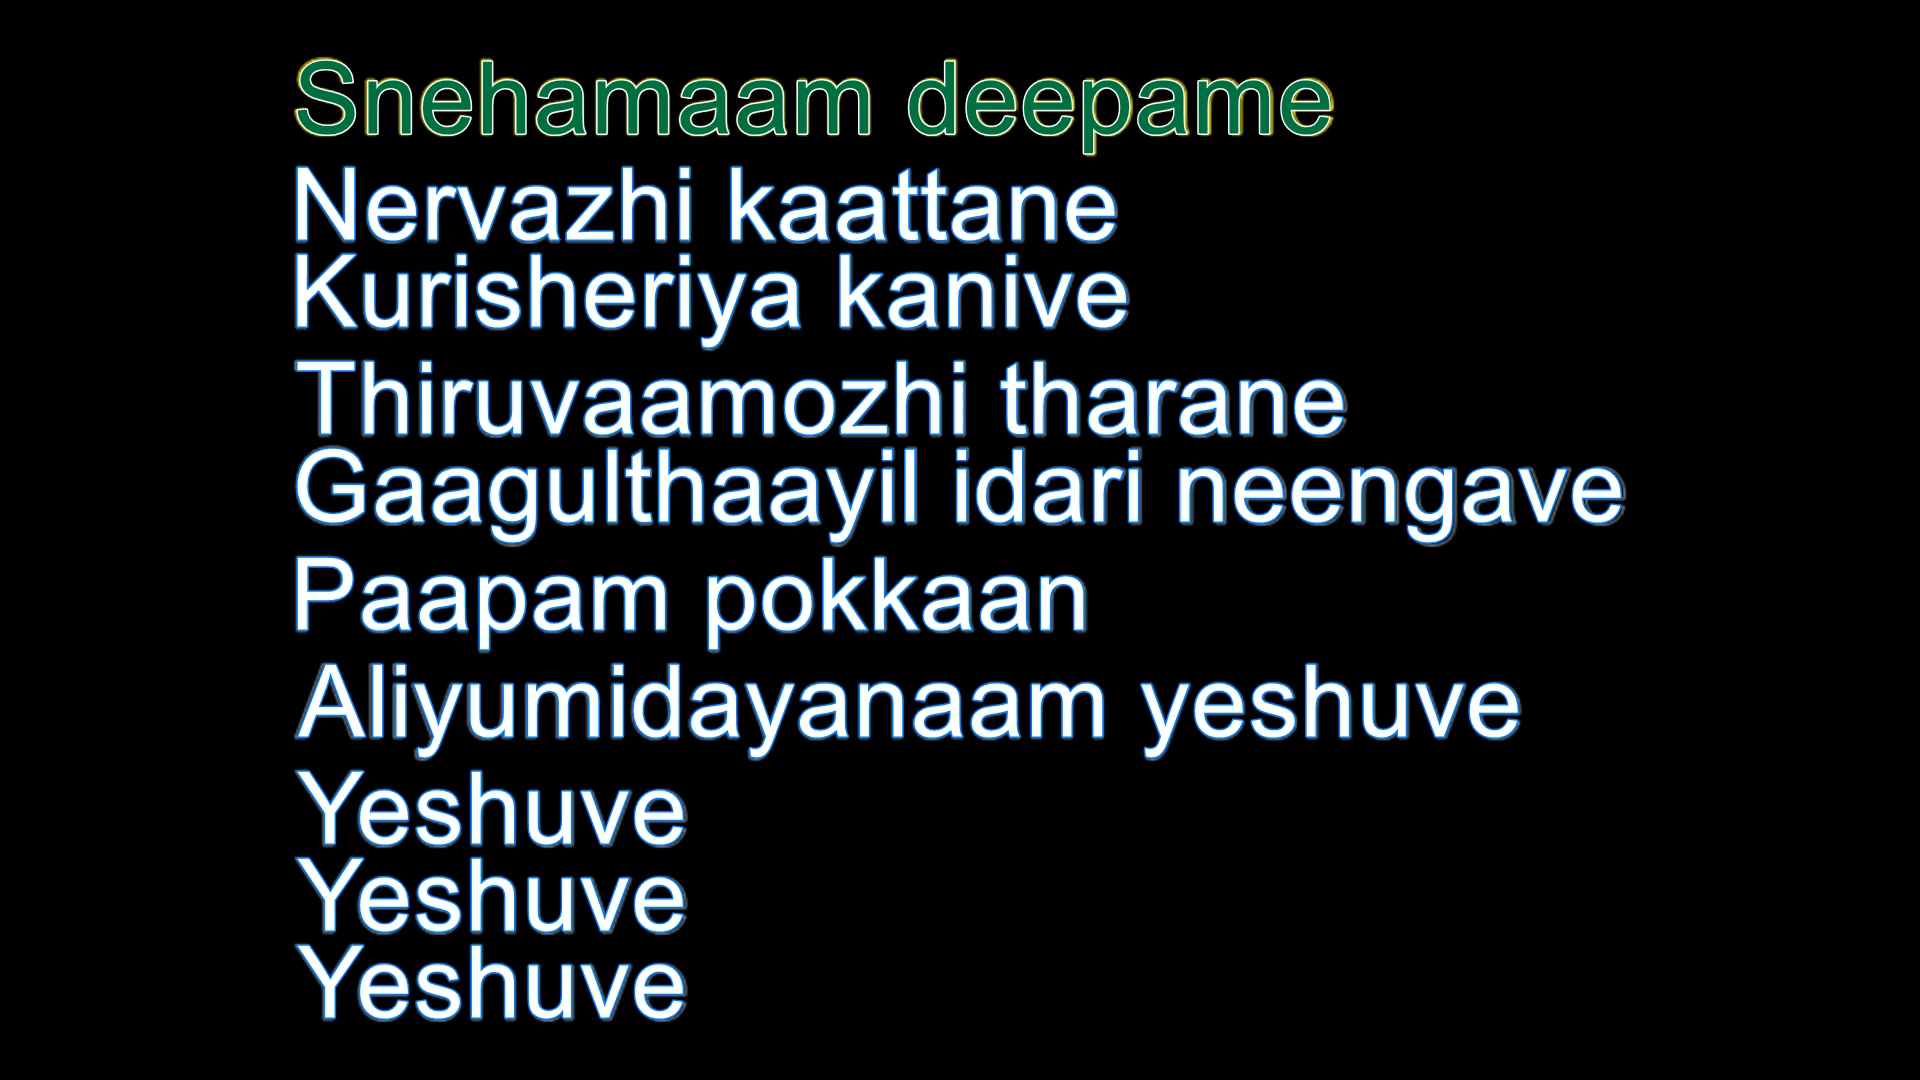 Snehamaam deepame
Nervazhi kaattane
Kurisheriya kanive
Thiruvaamozhi tharane
Gaagulthaayil idari neengave
Paapam pokkaan
Aliyumidayanaam yeshuve
Yeshuve
Yeshuve
Yeshuve